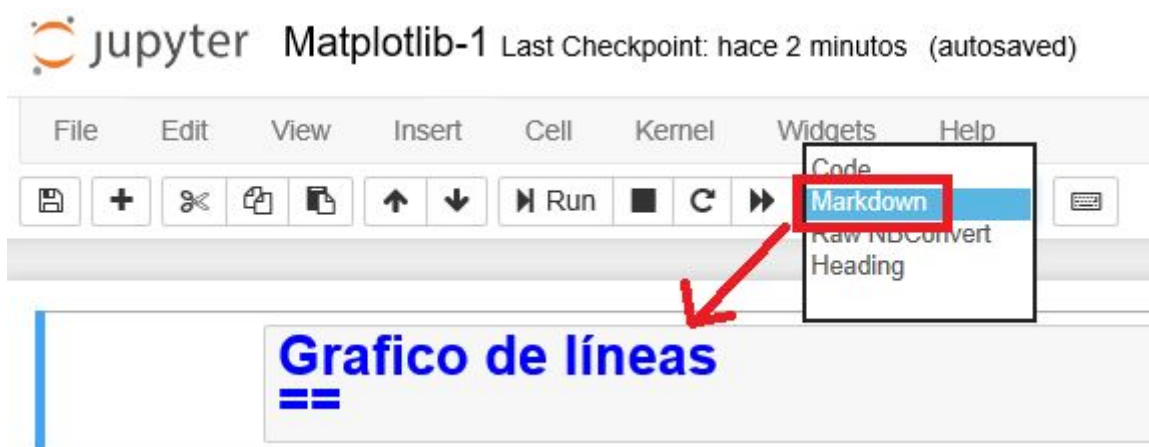 jupyter Matplotlib-1 Last Checkpoint: hace 2 minutos (autosaved)
File Edit View Insert Cell Kernel Widgets Help
Code
Run Markdown
Raw NBConvert
Heading
Grafico de líneas
==